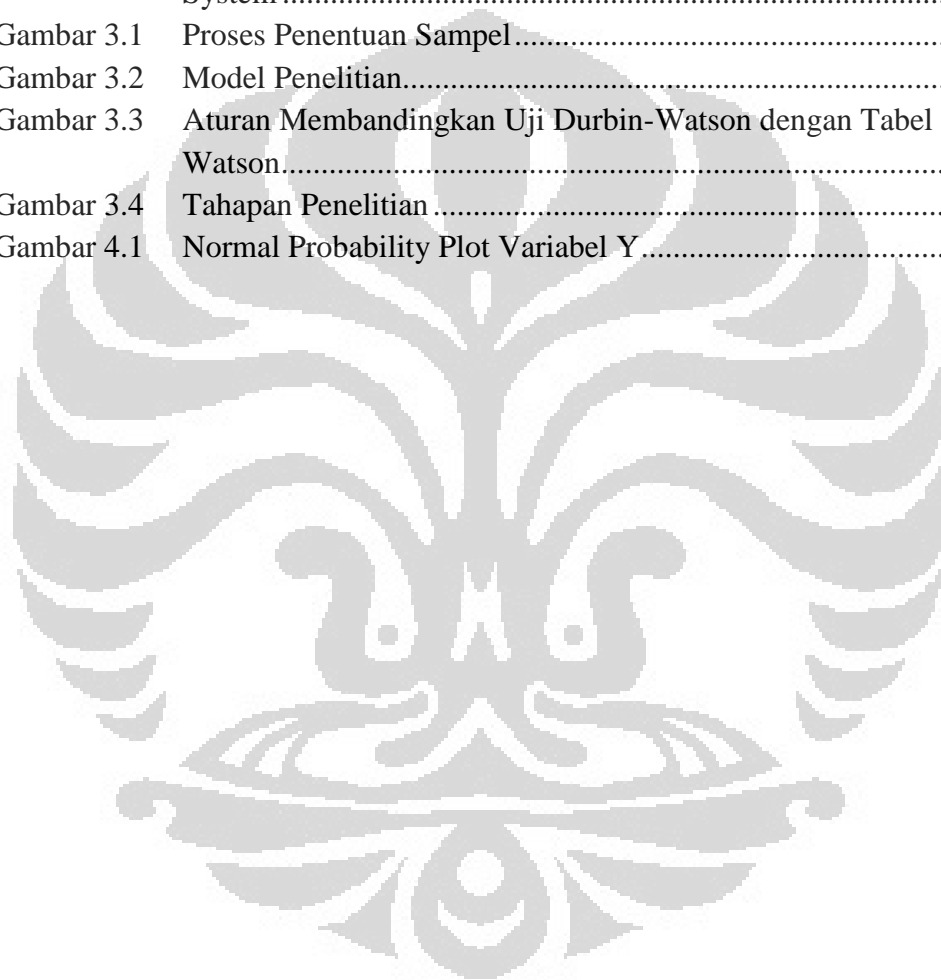 System.....................................................................................
Gambar 3.1 Proses Penentuan Sampel.......................................................
Gambar 3.2 Model Penelitian.....................................................................
Gambar 3.3 Aturan Membandingkan Uji Durbin-Watson dengan Tabel
Watson....................................................................................
Gambar 3.4 Tahapan Penelitian.................................................................
Gambar 4.1 Normal Probability Plot Variabel Y.......................................